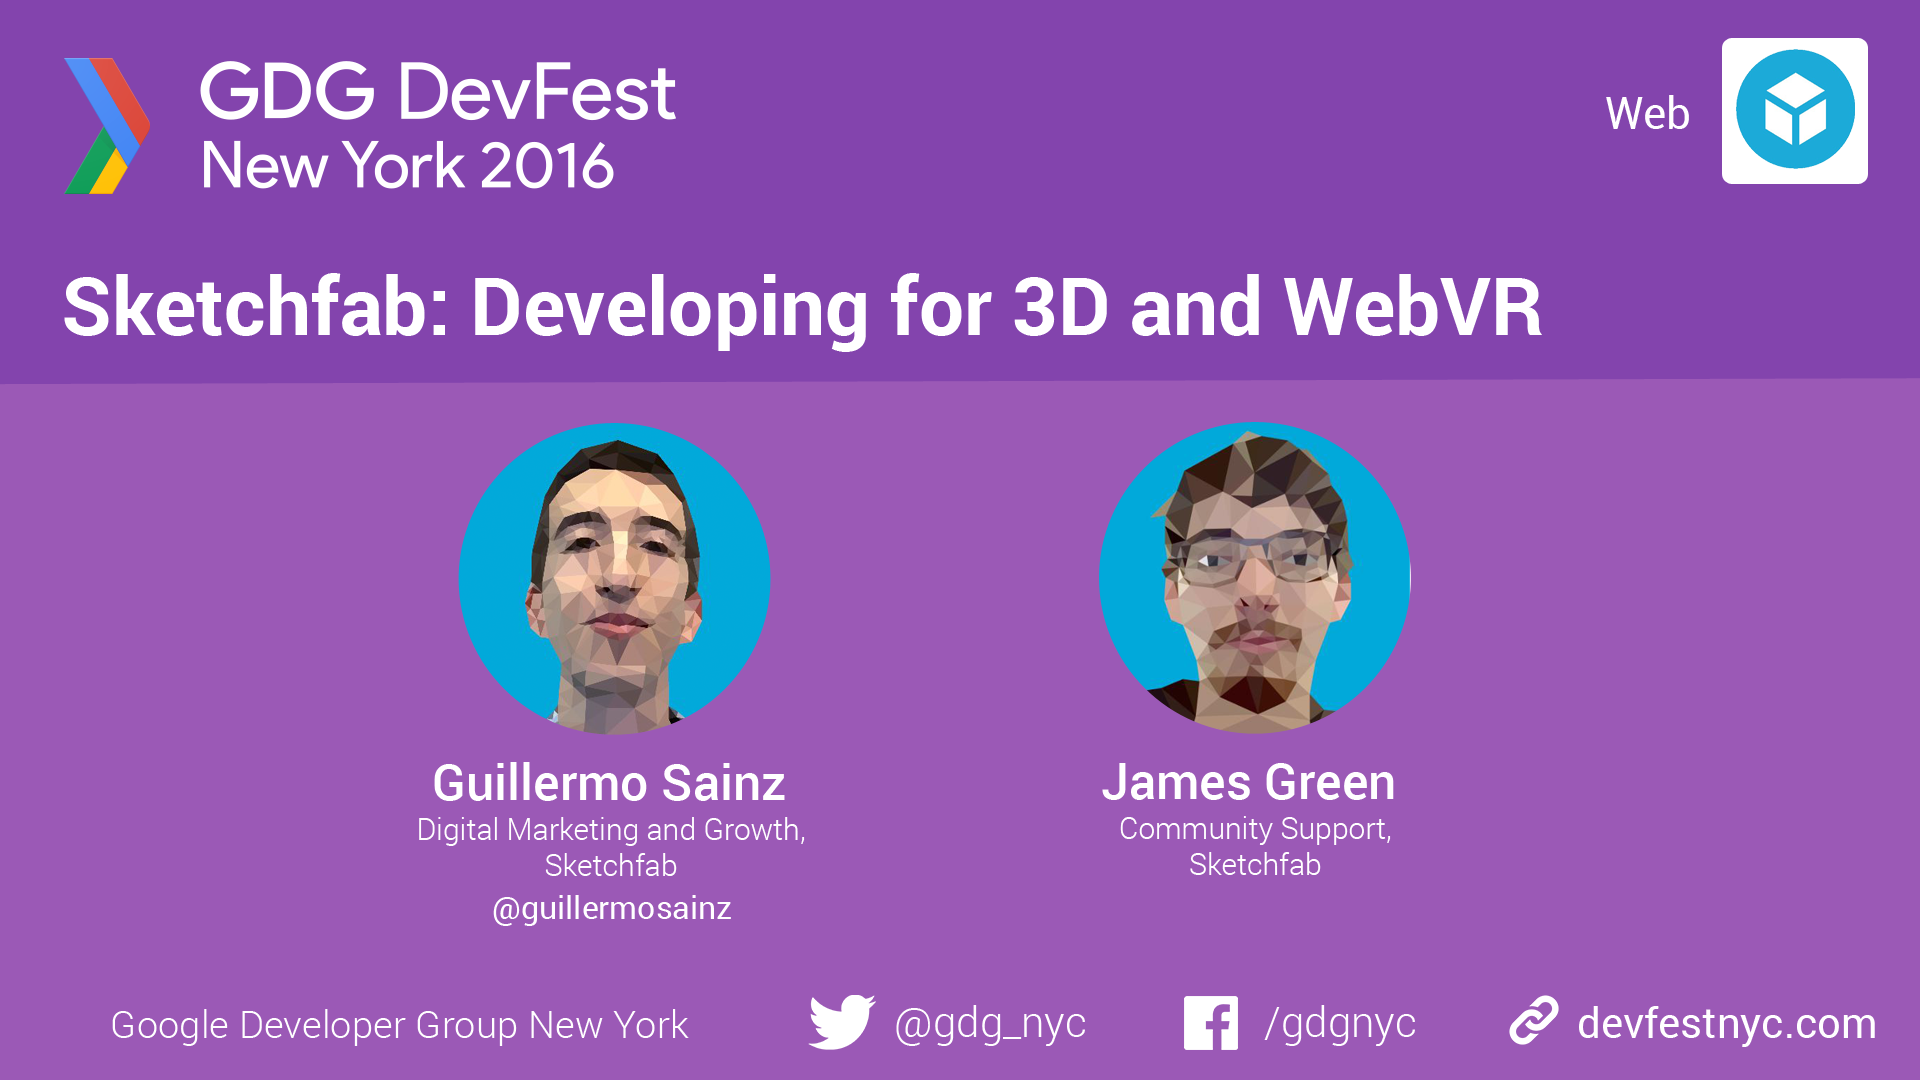 GDG DevFest
New York 2016
Web
Sketchfab: Developing for 3D and WebVR
Guillermo Sainz
Digital Marketing and Growth,
Sketchfab
@guillermosainz
James Green
Community Support,
Sketchfab
Google Developer Group New York
@gdg_nyc
/gdgnyc
devfestnyc.com